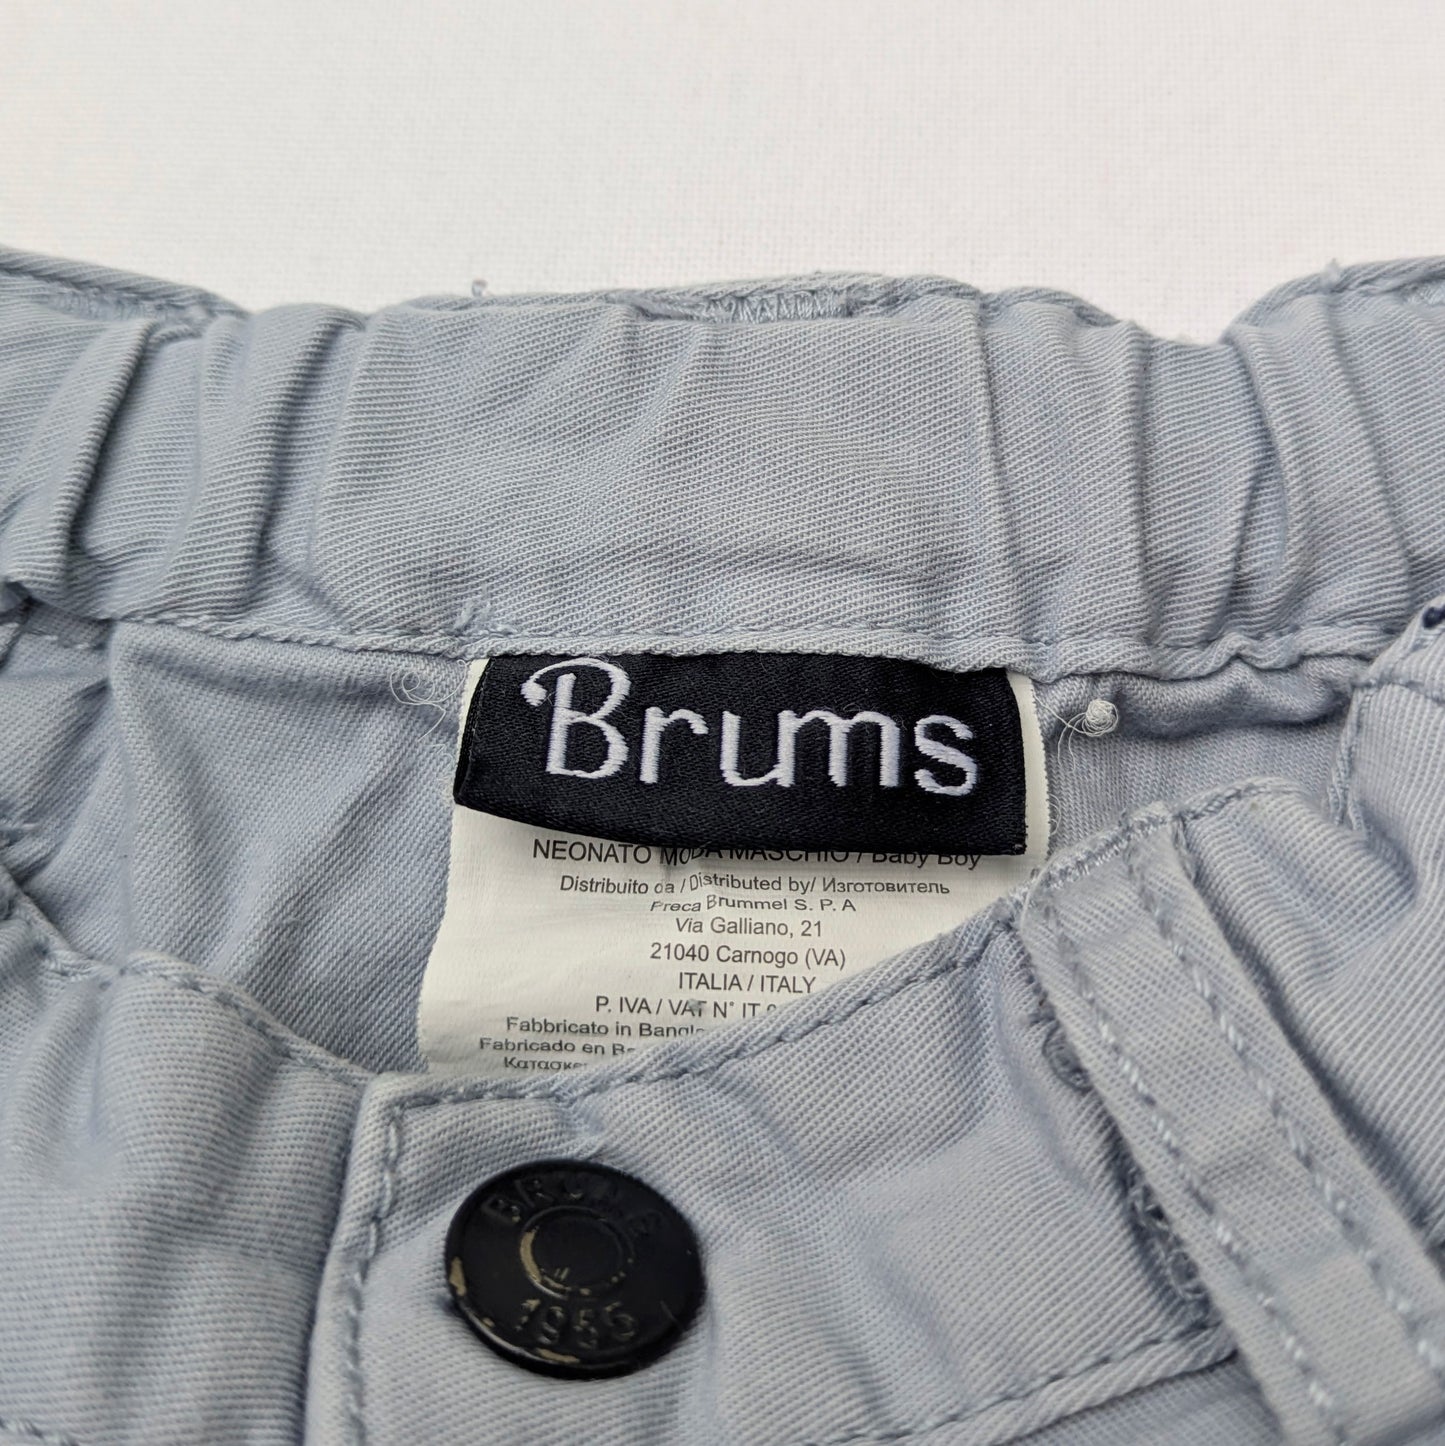 Brums
NEONATO MODA MASCHIO / Baby Boy
Distribuito da / Distributed by/ Изготовитель
Preca Brummel S. P. A
Via Galliano, 21
21040 Carnogo (VA)
ITALIA / ITALY
P. IVA / VAT N° IT
Fabbricato in
Fabricado en
BRUMS
1955